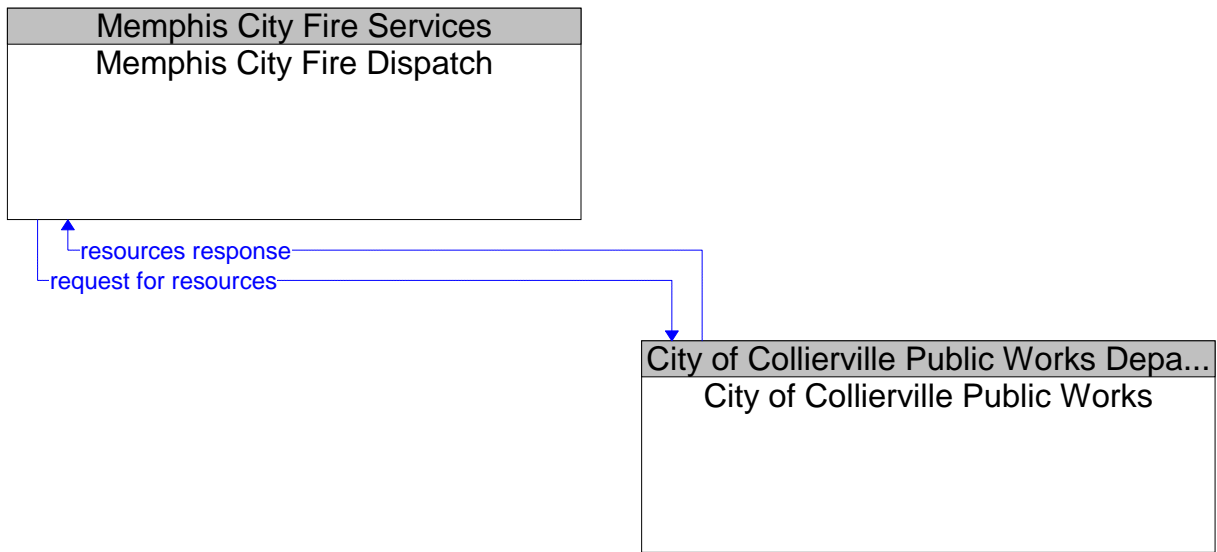 Memphis City Fire Services
Memphis City Fire Dispatch
resources response
request for resources
City of Collierville Public Works Depa...
City of Collierville Public Works